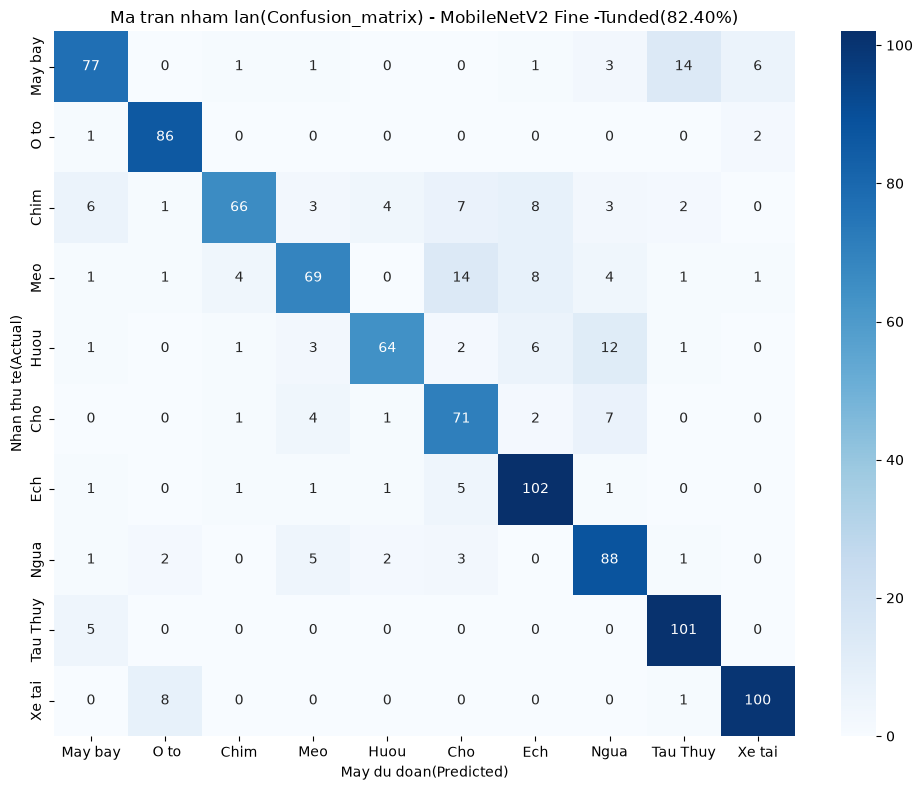 Ma tran nham lan(Confusion_matrix) - MobileNetV2 Fine -Tunded(82.40%)
May bay 77 0 1 1 0 0 1 3 14 6
O to 1 86 0 0 0 0 0 0 0 2
Chim 6 1 66 3 4 7 8 3 2 0
Meo 1 1 4 69 0 14 8 4 1 1
Huou 1 0 1 3 64 2 6 12 1 0
Cho 0 0 1 4 1 71 2 7 0 0
Ech 1 0 1 1 1 5 102 1 0 0
Ngua 1 2 0 5 2 3 0 88 1 0
Tau Thuy 5 0 0 0 0 0 0 0 101 0
Xe tai 0 8 0 0 0 0 0 0 1 100
May bay O to Chim Meo Huou Cho Ech Ngua Tau Thuy Xe tai
May du doan(Predicted)
Nhan thu te(Actual)
100
80
60
40
20
0